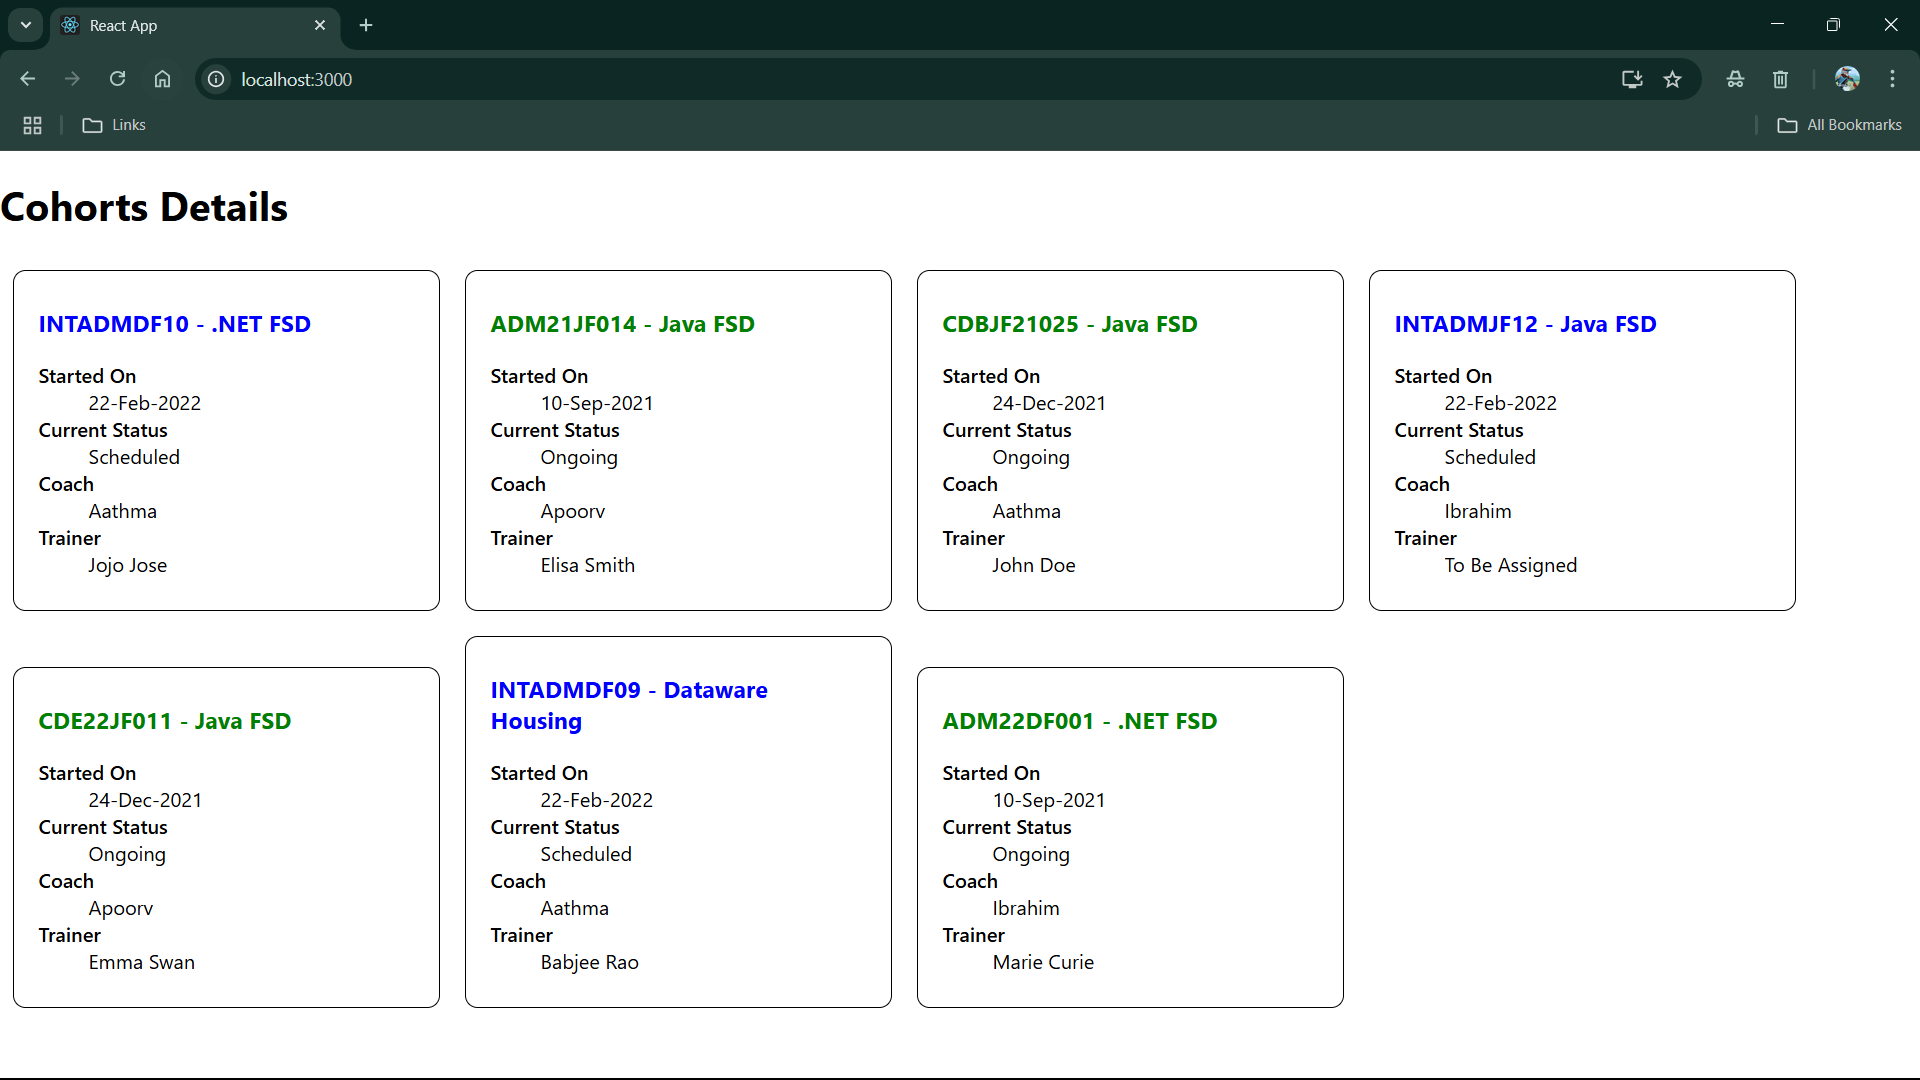 React App
localhost:3000
Links
All Bookmarks
Cohorts Details
INTADMDF10 - .NET FSD
Started On
22-Feb-2022
Current Status
Scheduled
Coach
Aathma
Trainer
Jojo Jose
ADM21JF014 - Java FSD
Started On
10-Sep-2021
Current Status
Ongoing
Coach
Apoorv
Trainer
Elisa Smith
CDBJF21025 - Java FSD
Started On
24-Dec-2021
Current Status
Ongoing
Coach
Aathma
Trainer
John Doe
INTADMJF12 - Java FSD
Started On
22-Feb-2022
Current Status
Scheduled
Coach
Ibrahim
Trainer
To Be Assigned
CDE22JF011 - Java FSD
Started On
24-Dec-2021
Current Status
Ongoing
Coach
Apoorv
Trainer
Emma Swan
INTADMDF09 - Dataware
Housing
Started On
22-Feb-2022
Current Status
Scheduled
Coach
Aathma
Trainer
Babjee Rao
ADM22DF001 - .NET FSD
Started On
10-Sep-2021
Current Status
Ongoing
Coach
Ibrahim
Trainer
Marie Curie